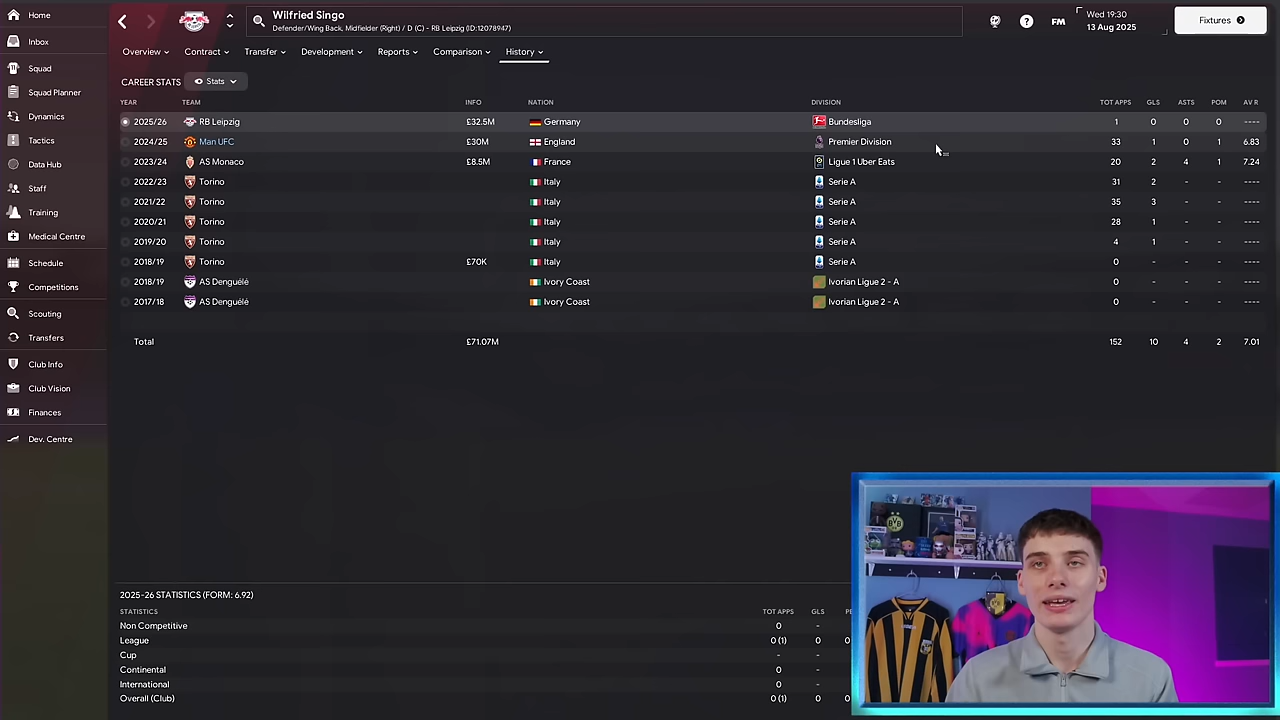 Home
Inbox
Squad
Squad Planner
Dynamics
Tactics
Data Hub
Staff
Training
Medical Centre
Schedule
Competitions
Scouting
Transfers
Club Info
Club Vision
Finances
Dev. Centre
Wilfried Singo
Defender/Wing Back, Midfielder (Right) / D (C) - RB Leipzig (ID:12078947)
?
FM
Wed 19:30
13 Aug 2025
Fixtures
Overview Contract Transfer Development Reports Comparison History
CAREER STATS Stats
YEAR TEAM INFO NATION DIVISION TOT APPS GLS ASTS POM AV R
2025/26 RB Leipzig £32.5M Germany Bundesliga 1 0 0 0 ----
2024/25 Man UFC £30M England Premier Division 33 1 0 1 6.83
2023/24 AS Monaco £8.5M France Ligue 1 Uber Eats 20 2 4 1 7.24
2022/23 Torino Italy Serie A 31 2 - - ----
2021/22 Torino Italy Serie A 35 3 - - ----
2020/21 Torino Italy Serie A 28 1 - - ----
2019/20 Torino Italy Serie A 4 1 - - ----
2018/19 Torino £70K Italy Serie A 0 - - - ----
2018/19 AS Denguélé Ivory Coast Ivorian Ligue 2 - A 0 - - - ----
2017/18 AS Denguélé Ivory Coast Ivorian Ligue 2 - A 0 - - - ----
Total £71.07M 152 10 4 2 7.01
2025-26 STATISTICS (FORM: 6.92)
STATISTICS TOT APPS GLS
Non Competitive 0 -
League 0 (1) 0 0
Cup - -
Continental 0 -
International 0 -
Overall (Club) 0 (1) 0 0
BVB